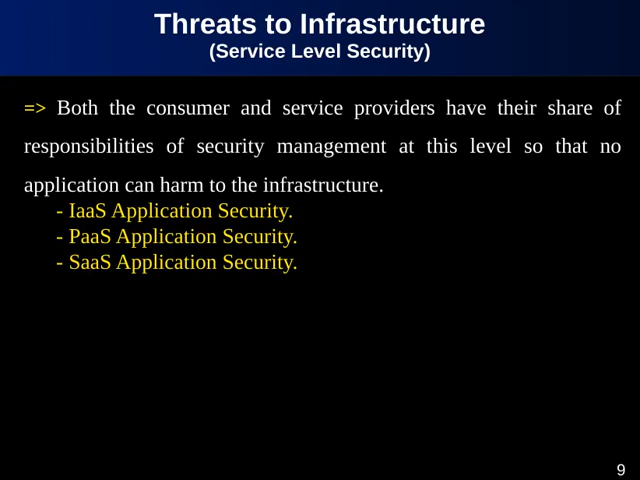 Threats to Infrastructure
(Service Level Security)
=> Both the consumer and service providers have their share of
responsibilities of security management at this level so that no
application can harm to the infrastructure.
- IaaS Application Security.
- PaaS Application Security.
- SaaS Application Security.
9